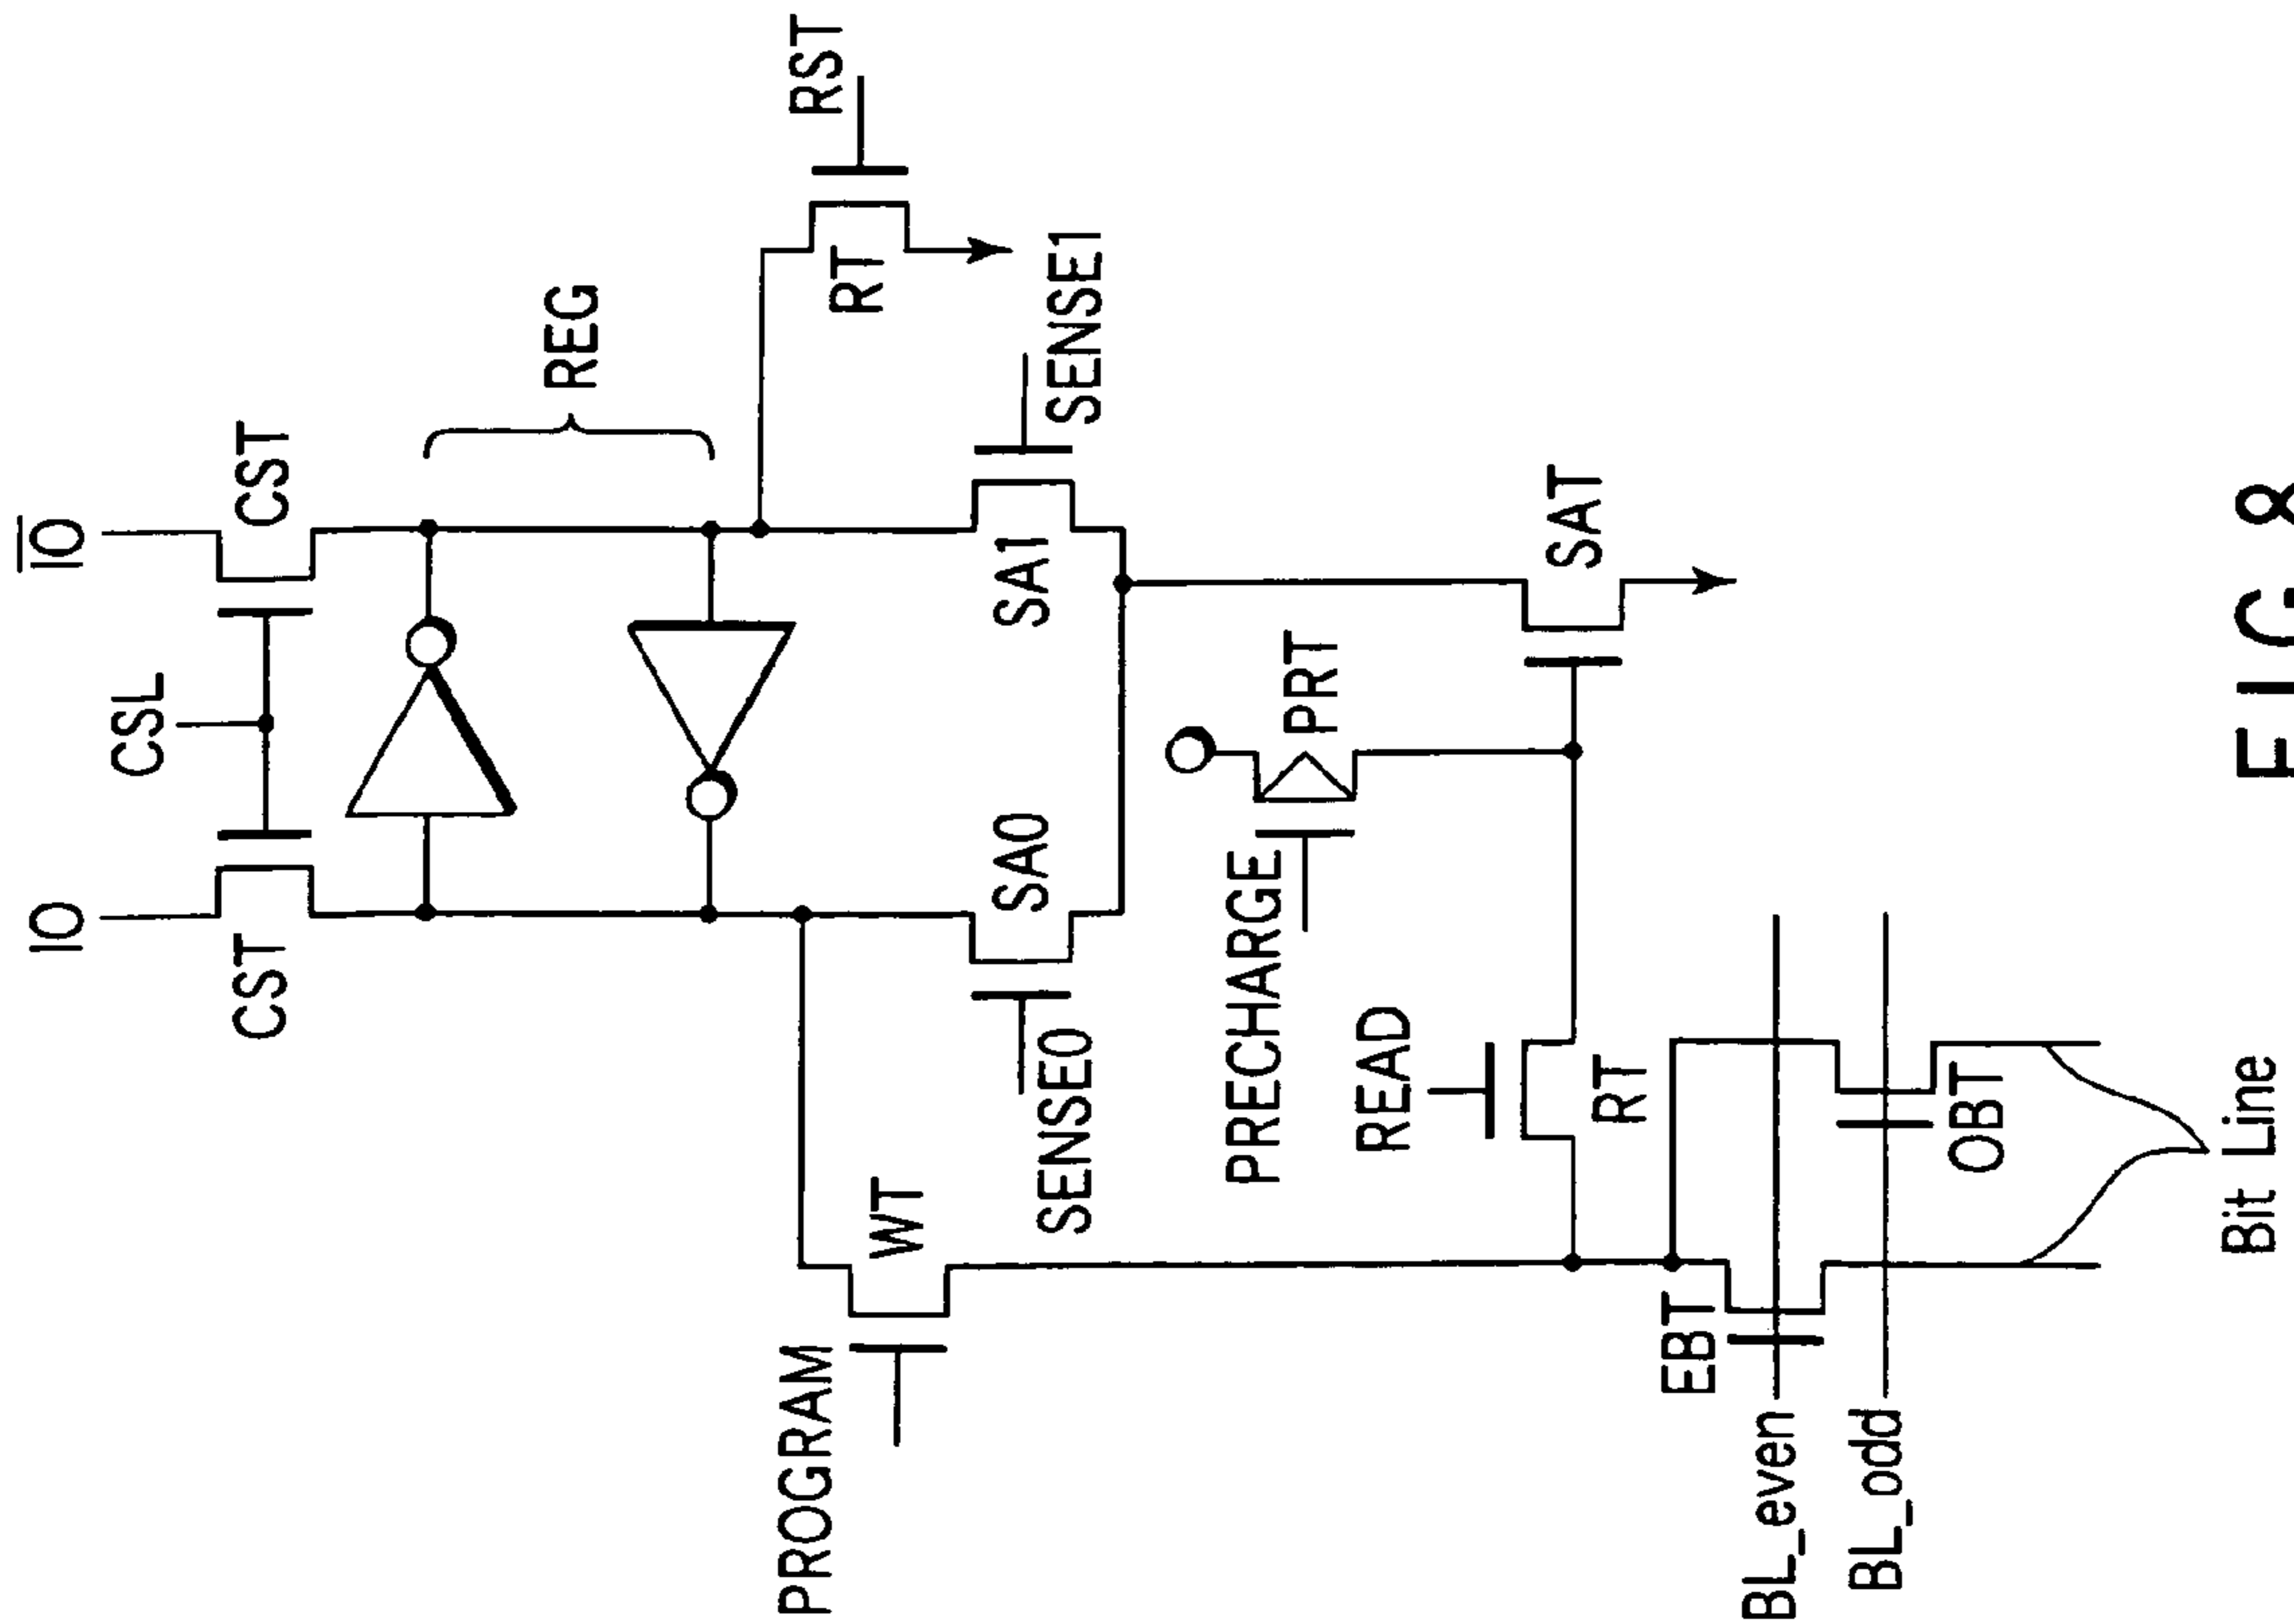 IO
IO
CSL
CST
CST
REG
RST
RT
PROGRAM
WT
SA0
SA1
SENSE0
SENSE1
PRECHARGE
PRT
READ
RT
SAT
EBT
BL_even
BL_odd
OBT
Bit Line
FIG. 8